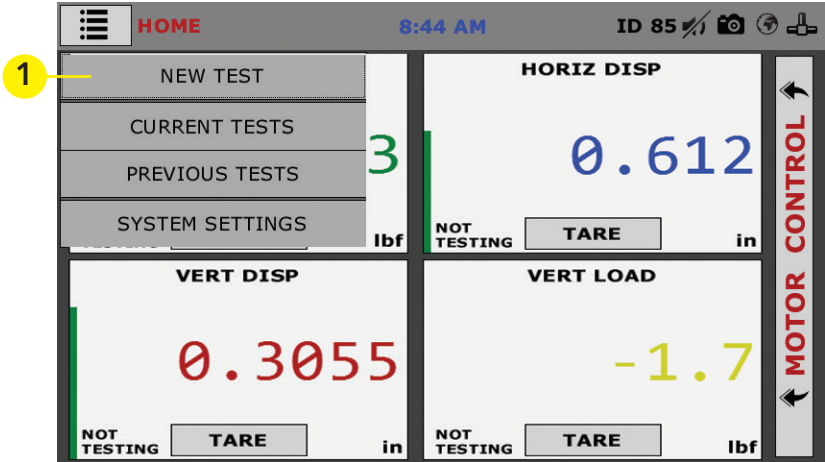 HOME 8:44 AM ID 85
1
NEW TEST
CURRENT TESTS
PREVIOUS TESTS
SYSTEM SETTINGS
3
lbf
HORIZ DISP
0.612
NOT
TESTING
TARE
in
VERT DISP
0.3055
NOT
TESTING
TARE
in
VERT LOAD
-1.7
NOT
TESTING
TARE
lbf
MOTOR CONTROL